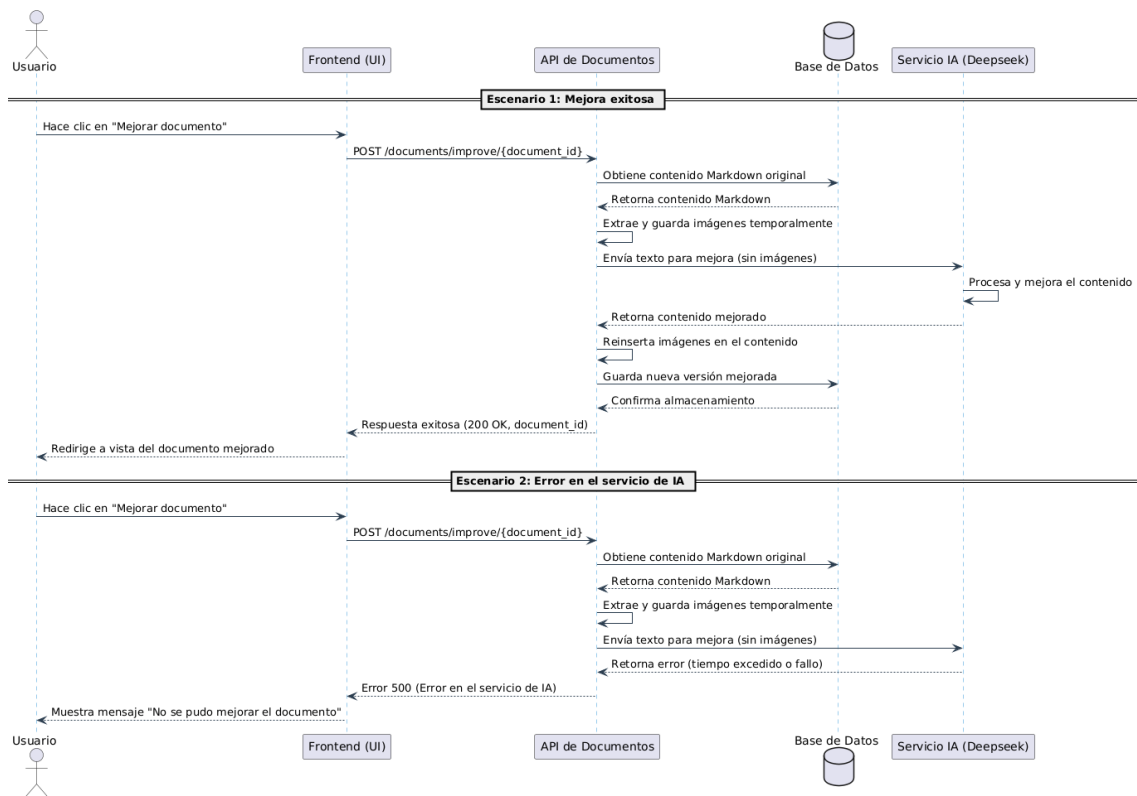 Usuario
Frontend (UI)
API de Documentos
Base de Datos
Servicio IA (Deepseek)
Escenario 1: Mejora exitosa
Hace clic en "Mejorar documento"
POST /documents/improve/{document_id}
Obtiene contenido Markdown original
Retorna contenido Markdown
Extrae y guarda imágenes temporalmente
Envía texto para mejora (sin imágenes)
Procesa y mejora el contenido
Retorna contenido mejorado
Reinserta imágenes en el contenido
Guarda nueva versión mejorada
Confirma almacenamiento
Respuesta exitosa (200 OK, document_id)
Redirige a vista del documento mejorado
Escenario 2: Error en el servicio de IA
Hace clic en "Mejorar documento"
POST /documents/improve/{document_id}
Obtiene contenido Markdown original
Retorna contenido Markdown
Extrae y guarda imágenes temporalmente
Envía texto para mejora (sin imágenes)
Retorna error (tiempo excedido o fallo)
Error 500 (Error en el servicio de IA)
Muestra mensaje "No se pudo mejorar el documento"
Usuario
Frontend (UI)
API de Documentos
Base de Datos
Servicio IA (Deepseek)